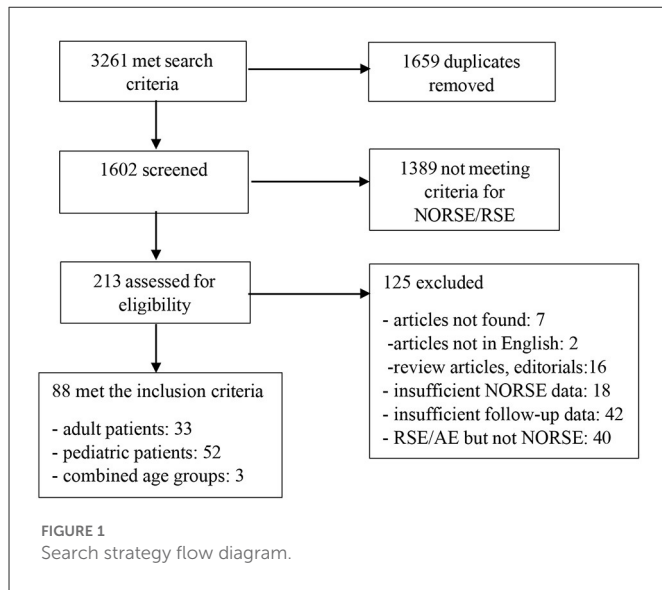 3261 met search
criteria
1659 duplicates
removed
1602 screened
1389 not meeting
criteria for
NORSE/RSE
213 assessed for
eligibility
125 excluded
- articles not found: 7
-articles not in English: 2
-review articles, editorials:16
- insufficient NORSE data: 18
- insufficient follow-up data: 42
- RSE/AE but not NORSE: 40
88 met the inclusion criteria
- adult patients: 33
- pediatric patients: 52
- combined age groups: 3
FIGURE 1
Search strategy flow diagram.